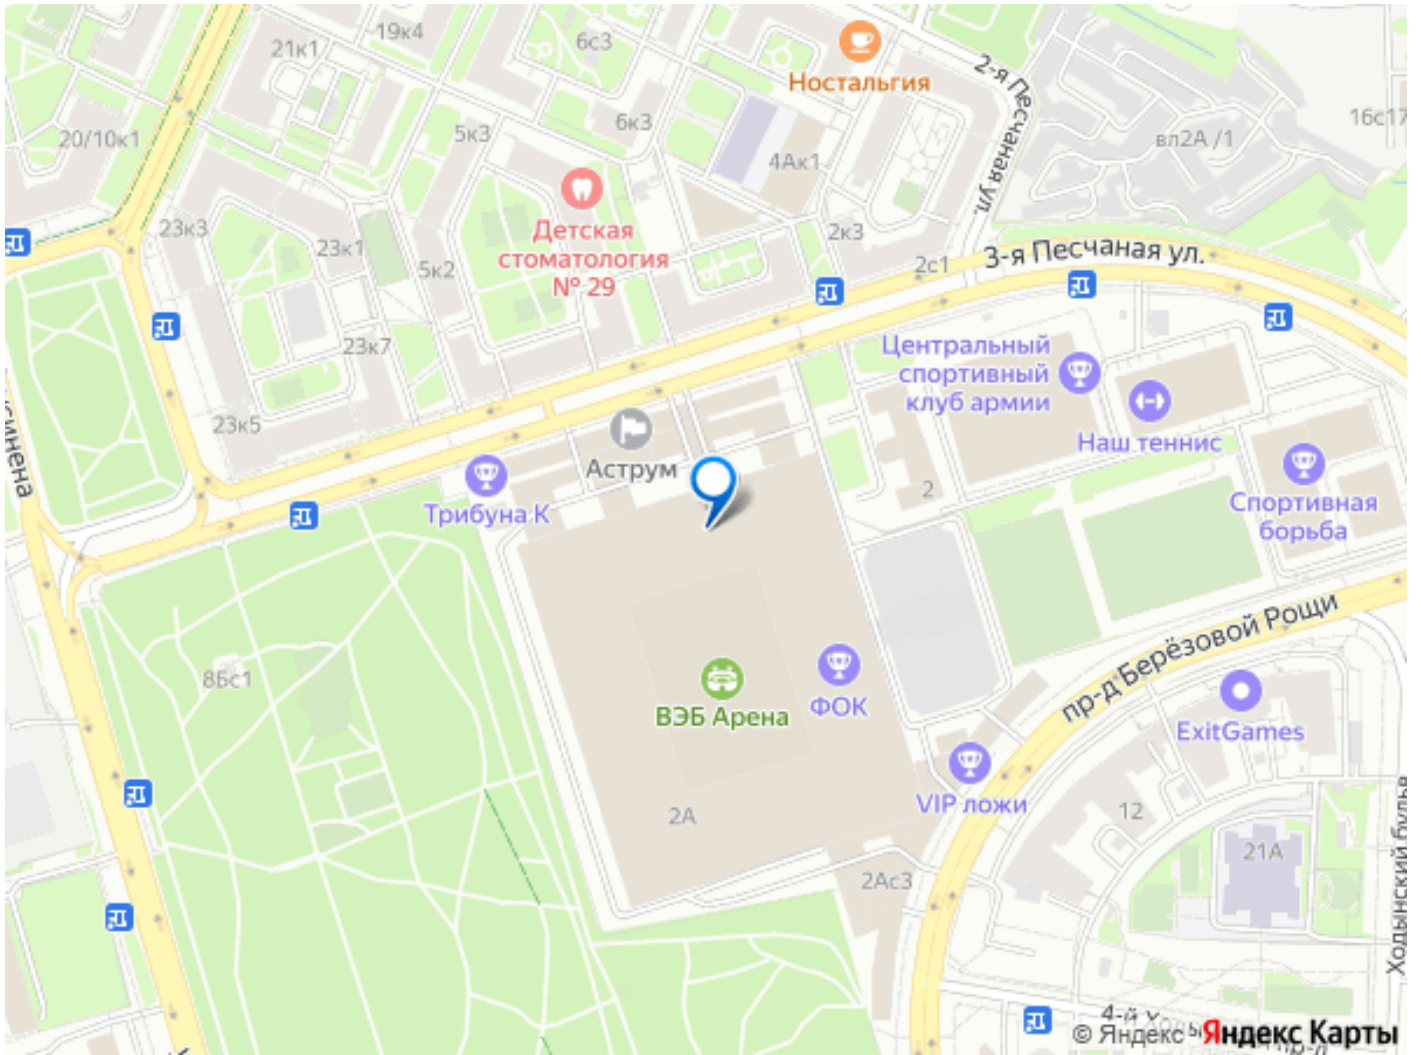 19к4
21к1
6с3
Ностальгия
2-я Песчаная ул.
16с17
20/10к1
5к3
6к3
4Ак1
вл2А /1
23к3
Детская
стоматология
№ 29
23к1
5к2
2к3
2с1
3-я Песчаная ул.
23к7
Центральный
спортивный
клуб армии
Наш теннис
23к5
Аструм
Трибуна К
2
Спортивная
борьба
пр-д Берёзовой Рощи
8Бс1
ВЭБ Арена
ФОК
ExitGames
VIP ложи
2А
12
21А
2Ас3
Ходынский бульв
4-й
© Яндекс Яндекс Карты